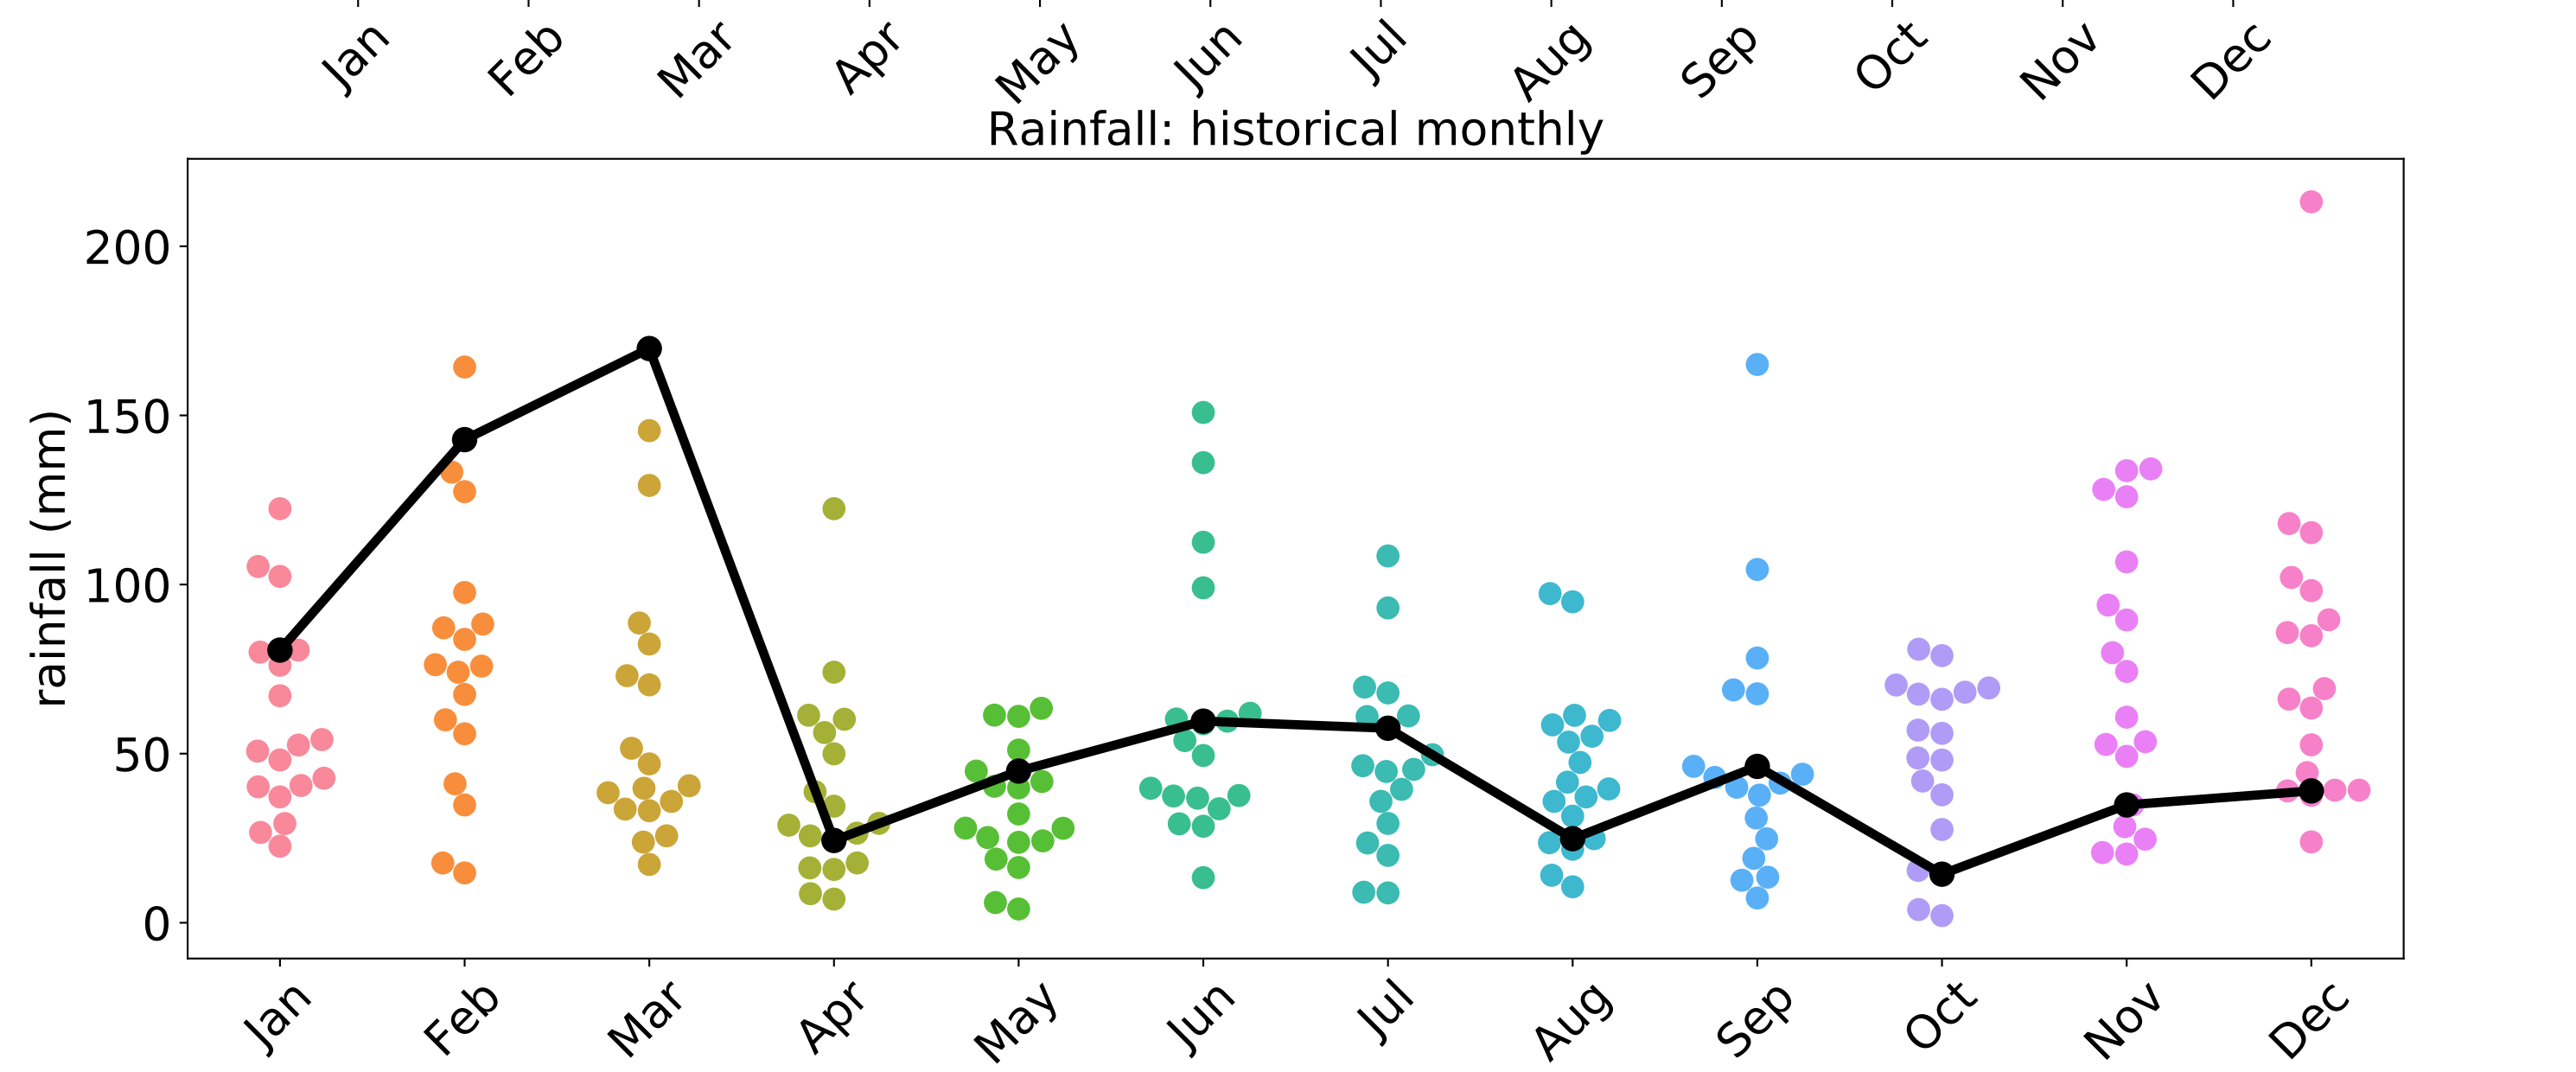 Jan Feb Mar Apr May Jun Jul Aug Sep Oct Nov Dec
Rainfall: historical monthly
rainfall (mm)
200
150
100
50
0
Jan Feb Mar Apr May Jun Jul Aug Sep Oct Nov Dec